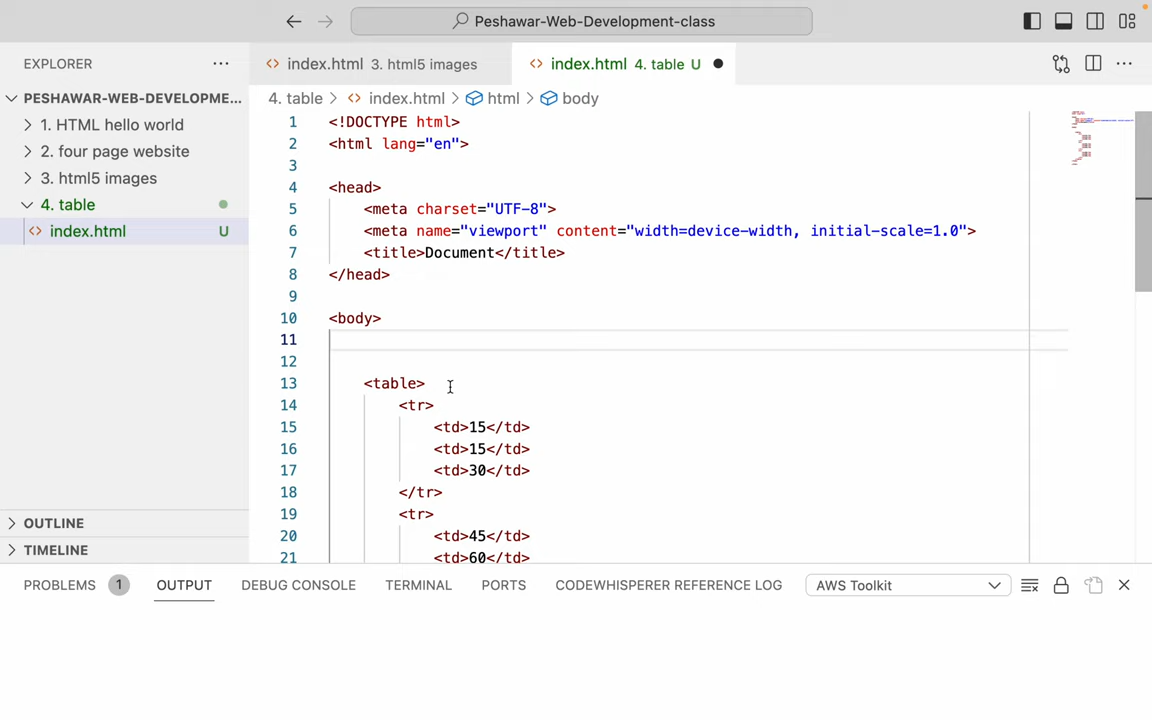 Peshawar-Web-Development-class
EXPLORER
index.html 3. html5 images
index.html 4. table U
PESHAWAR-WEB-DEVELOPME...
4. table > index.html > html > body
1. HTML hello world
2. four page website
3. html5 images
4. table
index.html U
1 <!DOCTYPE html>
2 <html lang="en">
3
4 <head>
5 <meta charset="UTF-8">
6 <meta name="viewport" content="width=device-width, initial-scale=1.0">
7 <title>Document</title>
8 </head>
9
10 <body>
11
12
13 <table>
14 <tr>
15 <td>15</td>
16 <td>15</td>
17 <td>30</td>
18 </tr>
19 <tr>
20 <td>45</td>
21 <td>60</td>
OUTLINE
TIMELINE
PROBLEMS 1 OUTPUT DEBUG CONSOLE TERMINAL PORTS CODEWHISPERER REFERENCE LOG AWS Toolkit